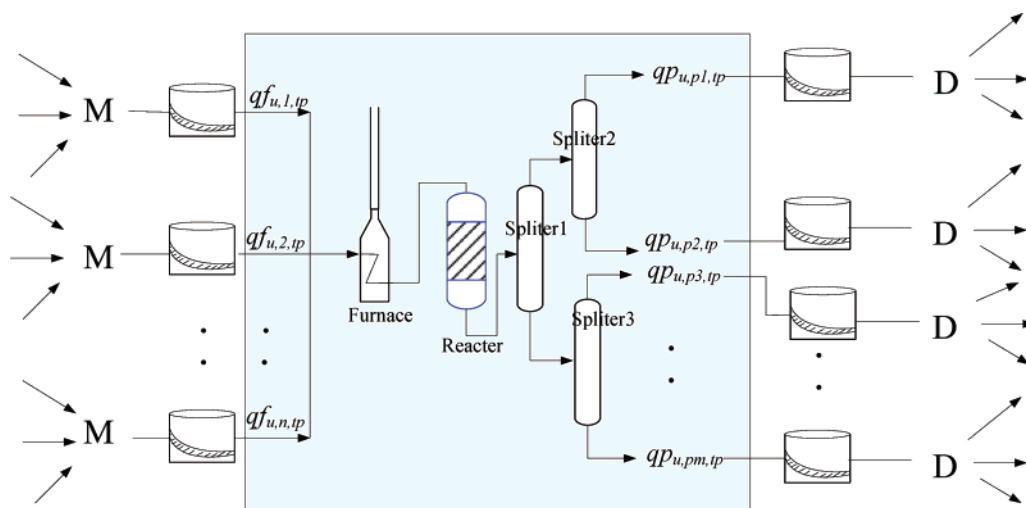 M
qf_{u,1,tp}
qp_{u,p1,tp}
D
Spliter2
M
qf_{u,2,tp}
Spliter1
qp_{u,p2,tp}
D
qp_{u,p3,tp}
Furnace
Spliter3
D
Reacter
M
qf_{u,n,tp}
qp_{u,pm,tp}
D